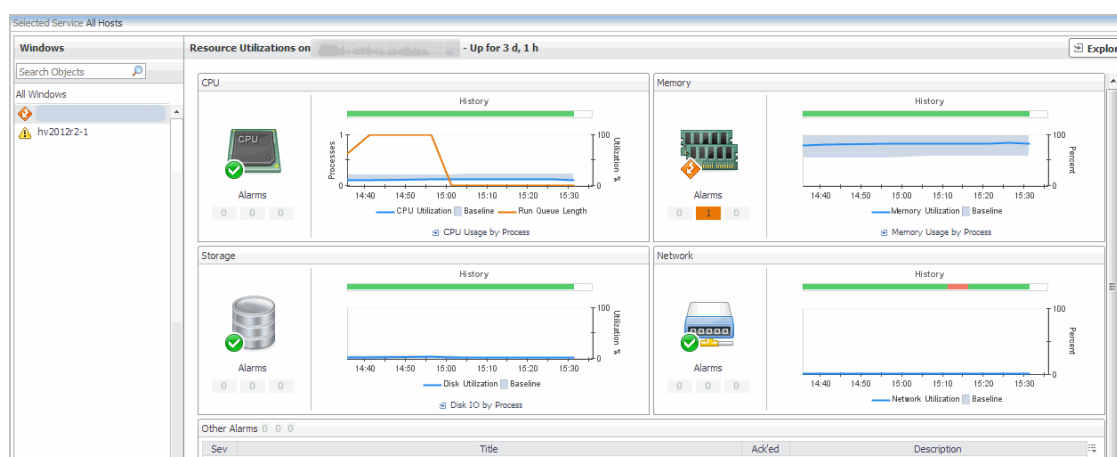 Selected Service All Hosts
Windows
Search Objects
All Windows
hv2012r2-1
Resource Utilizations on - Up for 3 d, 1 h
Explor
CPU
CPU
Alarms
0 0 0
History
Processes
1
0
100
0
Utilization %
14:40 14:50 15:00 15:10 15:20 15:30
CPU Utilization Baseline Run Queue Length
CPU Usage by Process
Memory
Alarms
0 1 0
History
100
0
Percent
14:40 14:50 15:00 15:10 15:20 15:30
Memory Utilization Baseline
Memory Usage by Process
Storage
Alarms
0 0 0
History
100
0
Utilization %
14:40 14:50 15:00 15:10 15:20 15:30
Disk Utilization Baseline
Disk IO by Process
Network
Alarms
0 0 0
History
100
0
Percent
14:40 14:50 15:00 15:10 15:20 15:30
Network Utilization Baseline
Other Alarms 0 0 0
Sev Title Ack'ed Description